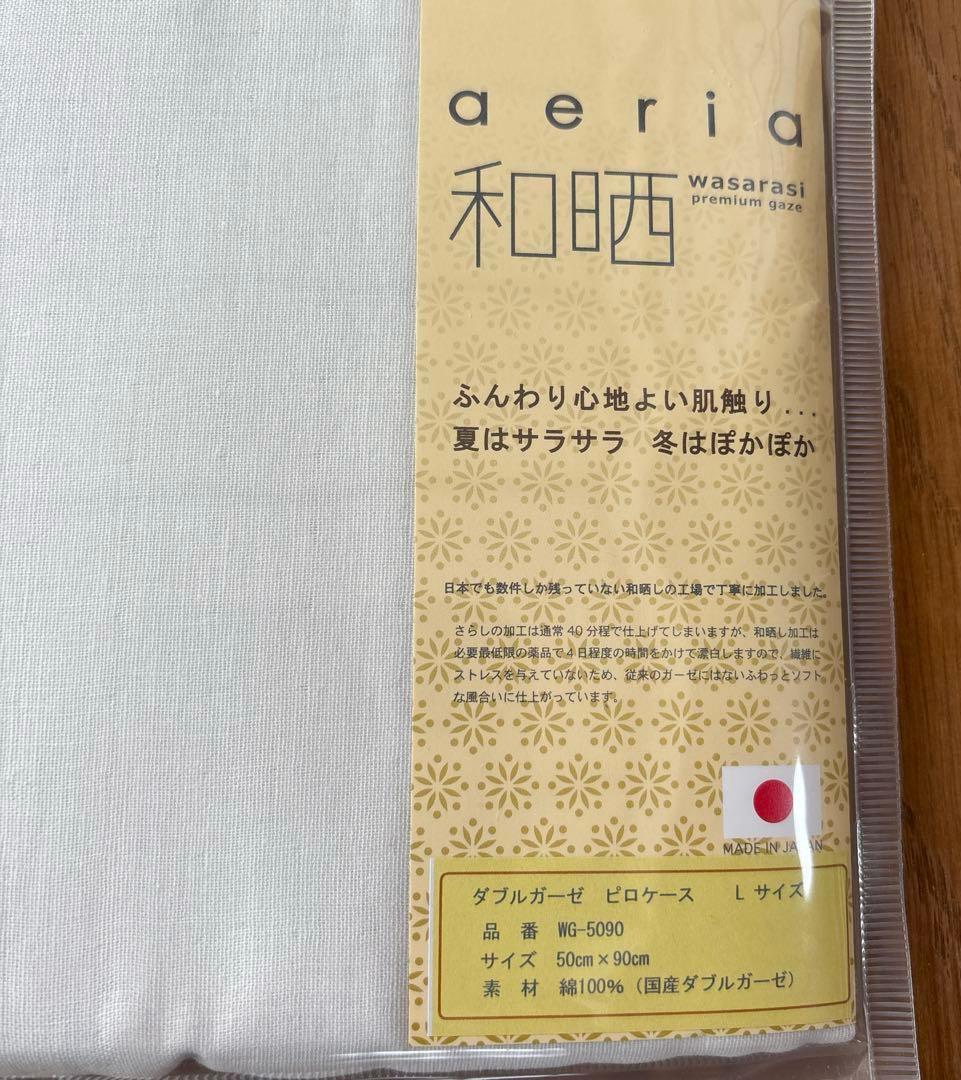 aeria
和晒 wasarasi
premium gaze
ふんわり心地よい肌触り...
夏はサラサラ 冬はぽかぽか
日本でも数件しか残っていない和晒しの工場で丁寧に加工しました。
さらしの加工は通常40分程で仕上げてしまいますが、和晒し加工は
必要最低限の薬品で4日程度の時間をかけて漂白しますので、繊維に
ストレスを与えていないため、従来のガーゼにはないふわっとソフト
な風合いに仕上がっています。
MADE IN JAPAN
ダブルガーゼ ピロケース L サイズ
品 番 WG-5090
サイズ 50cm×90cm
素 材 綿100%（国産ダブルガーゼ）